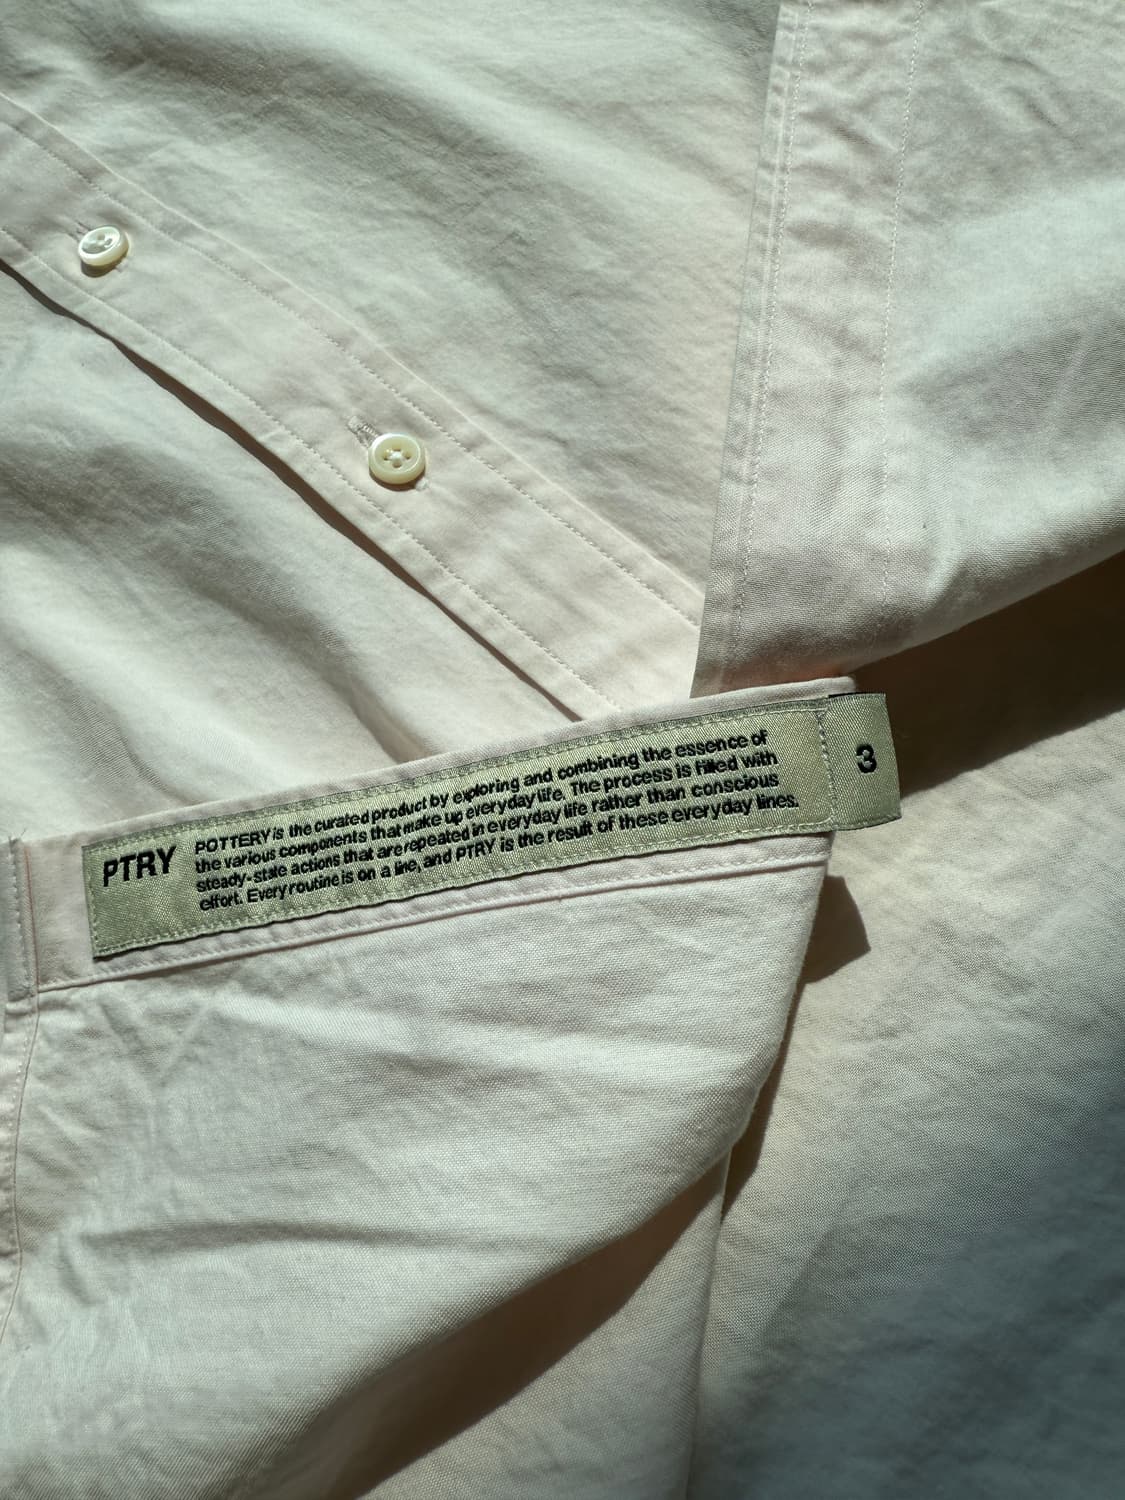 PTRY
POTTERY is the curated product by exploring and combining the essence of
the various components that make up everyday life. The process is filled with
steady-state actions that are repeated in everyday life rather than conscious
effort. Every routine is on a line, and PTRY is the result of these everyday lines.
3